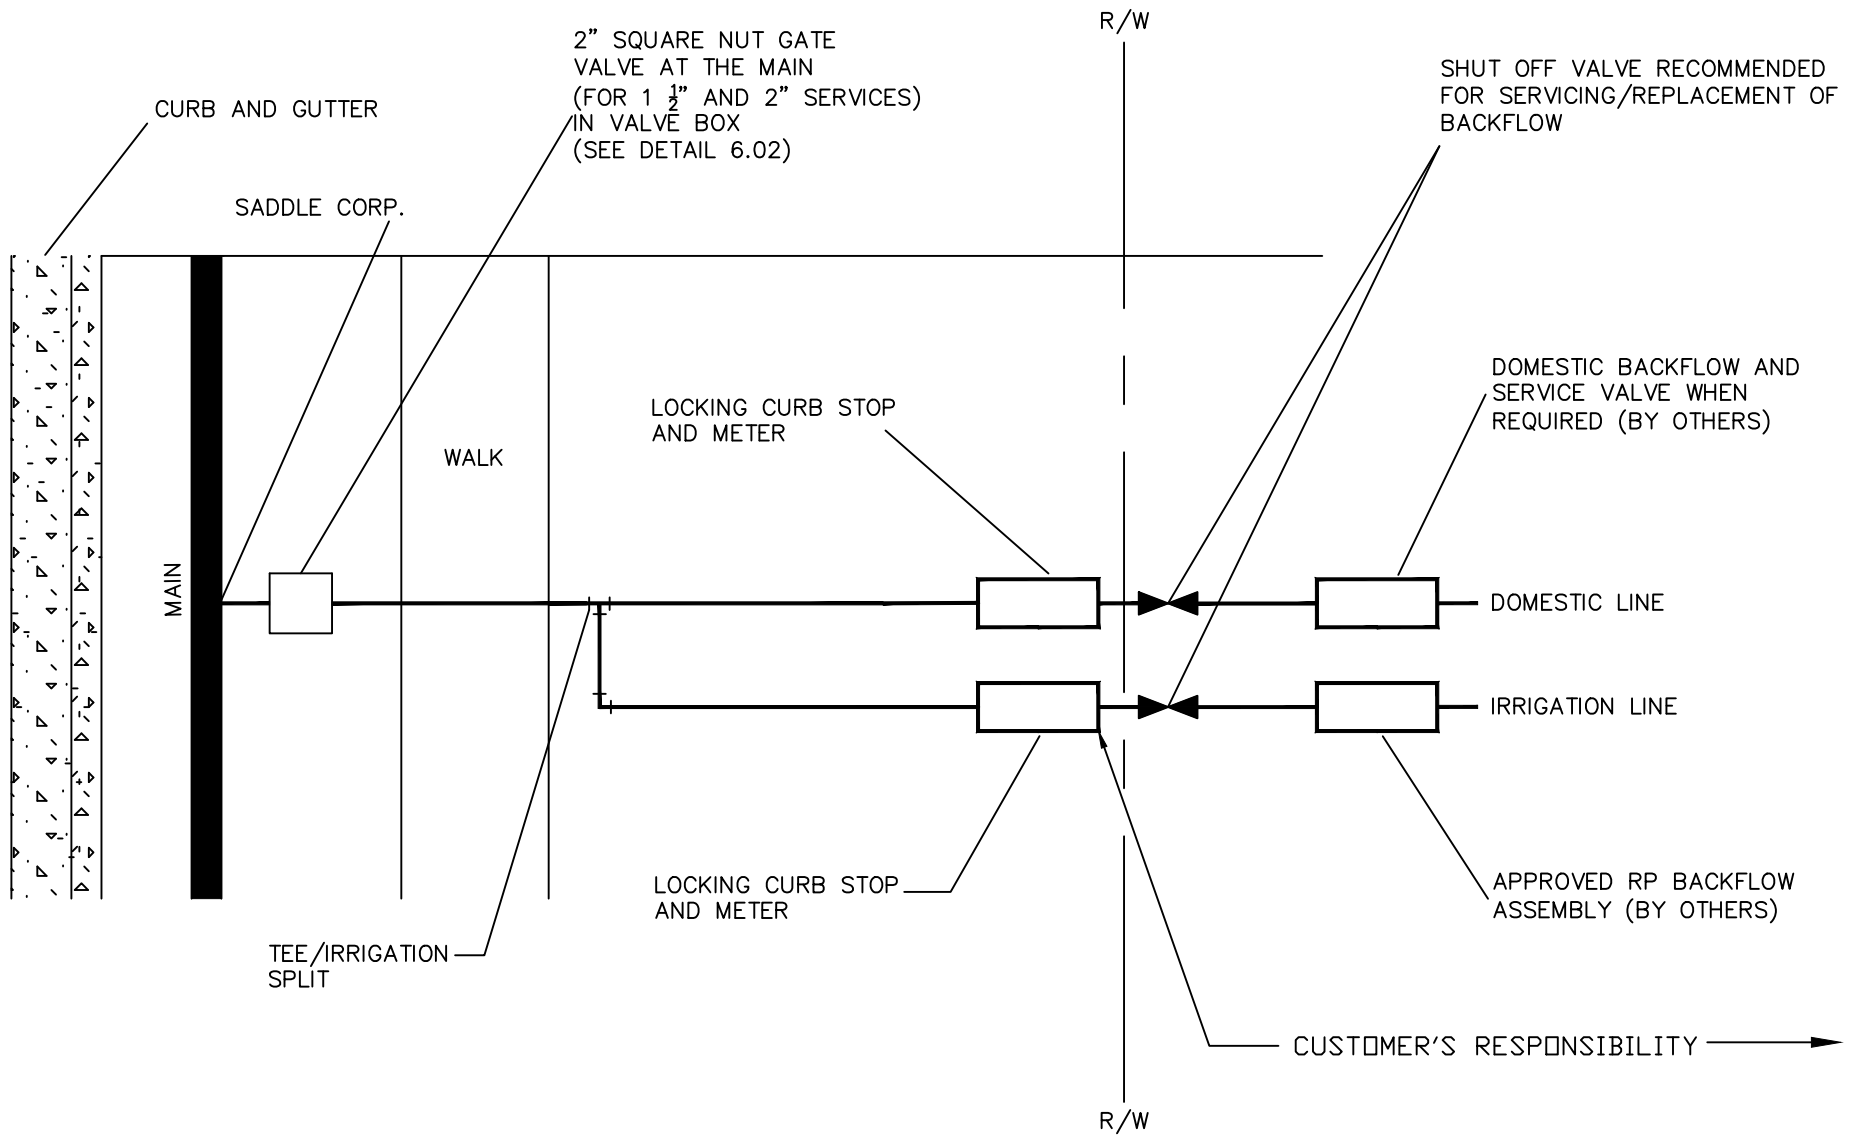 R/W
2” SQUARE NUT GATE
VALVE AT THE MAIN
(FOR 1 ½” AND 2” SERVICES)
IN VALVE BOX
(SEE DETAIL 6.02)
SHUT OFF VALVE RECOMMENDED
FOR SERVICING/REPLACEMENT OF
BACKFLOW
CURB AND GUTTER
SADDLE CORP.
DOMESTIC BACKFLOW AND
SERVICE VALVE WHEN
REQUIRED (BY OTHERS)
LOCKING CURB STOP
AND METER
WALK
MAIN
DOMESTIC LINE
IRRIGATION LINE
LOCKING CURB STOP
AND METER
APPROVED RP BACKFLOW
ASSEMBLY (BY OTHERS)
TEE/IRRIGATION
SPLIT
CUSTOMER'S RESPONSIBILITY
R/W